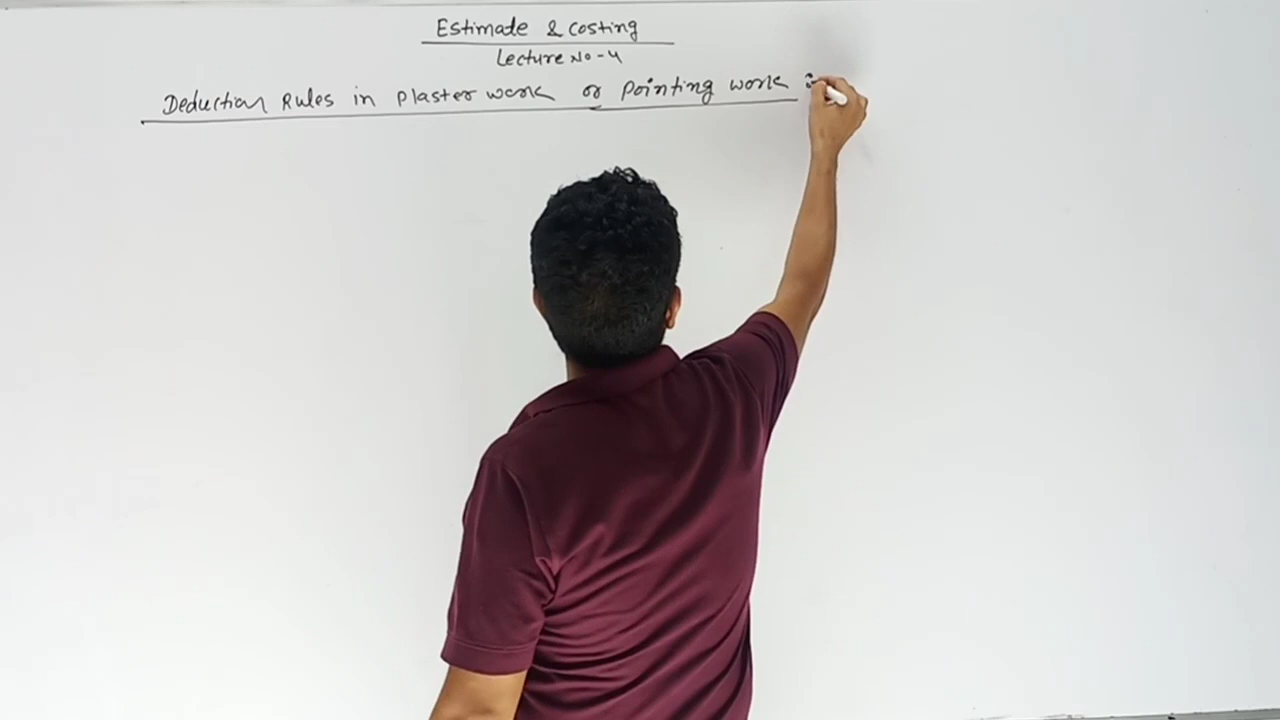 Estimate & Costing
Lecture No-4
Deduction Rules in Plaster work or Pointing work :-